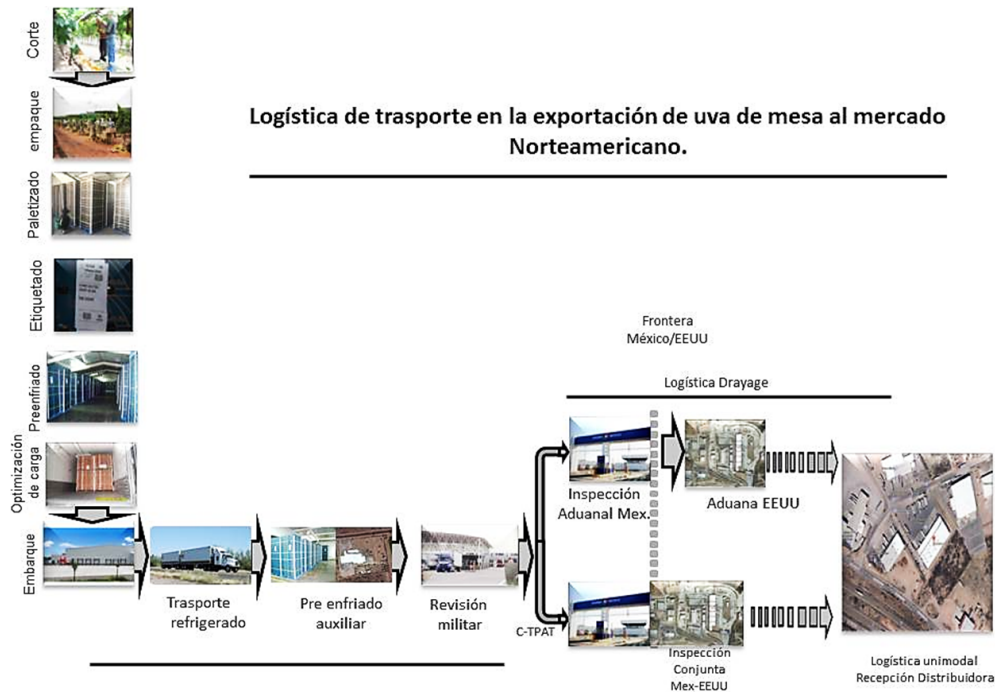 Logística de trasporte en la exportación de uva de mesa al mercado
Norteamericano.
Corte
empaque
Paletizado
Etiquetado
Preenfriado
Optimización
de carga
Embarque
Trasporte
refrigerado
Pre enfriado
auxiliar
Revisión
militar
C-TPAT
Frontera
México/EEUU
Logística Drayage
Inspección
Aduanal Mex.
Aduana EEUU
Inspección
Conjunta
Mex-EEUU
Logística unimodal
Recepción Distribuidora